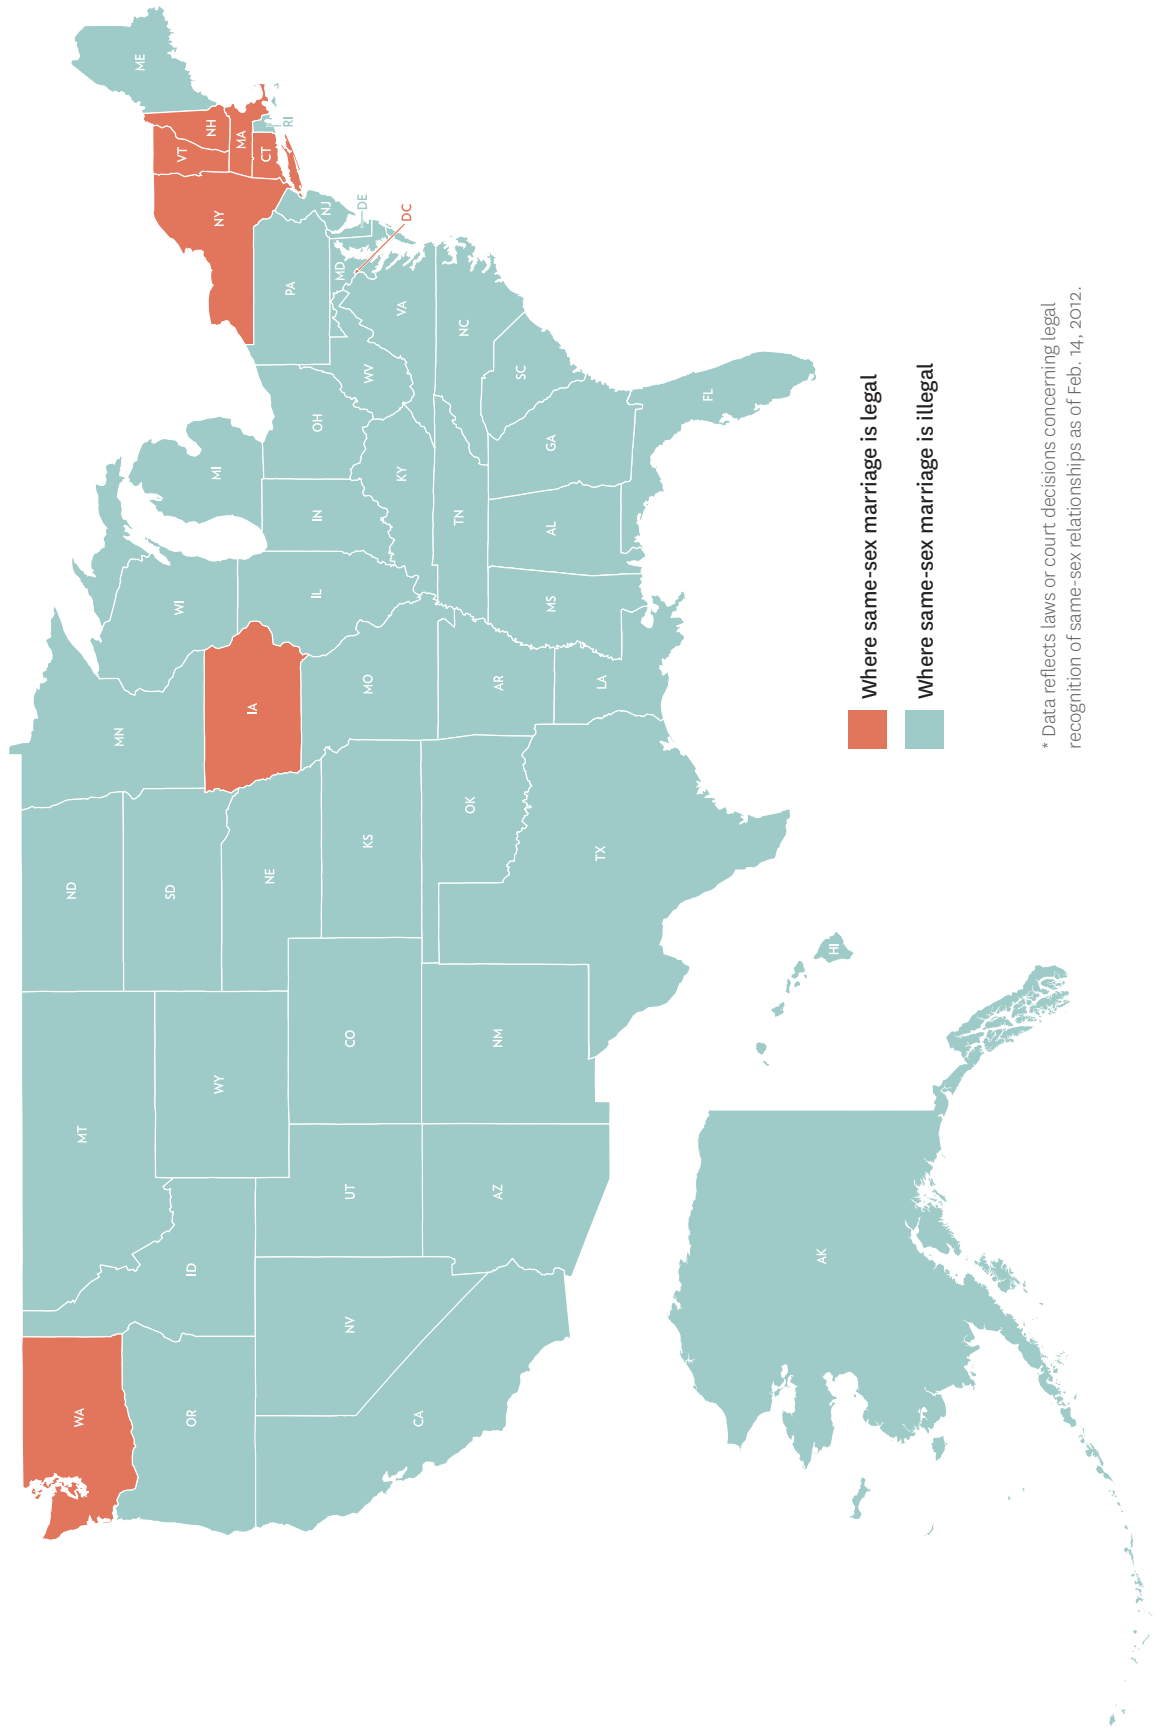 WA
OR
CA
NV
ID
MT
WY
UT
AZ
CO
NM
ND
SD
NE
KS
OK
TX
MN
IA
MO
AR
LA
WI
IL
MS
MI
IN
KY
TN
AL
OH
WV
GA
FL
SC
NC
VA
MD
DC
DE
PA
NJ
NY
CT
RI
MA
VT
NH
ME
AK
HI
Where same-sex marriage is legal
Where same-sex marriage is illegal
* Data reflects laws or court decisions concerning legal
recognition of same-sex relationships as of Feb. 14, 2012.